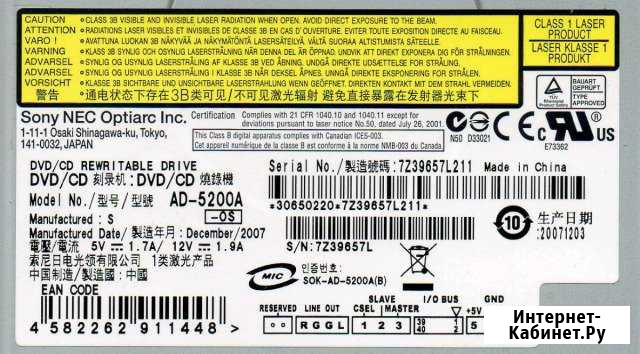 CAUTION • CLASS 3B VISIBLE AND INVISIBLE LASER RADIATION WHEN OPEN. AVOID DIRECT EXPOSURE TO THE BEAM.
ATTENTION • RADIATIONS LASER VISIBLES ET INVISIBLES DE CLASSE 3B EN CAS D'OUVERTURE. EVITER TOUTE EXPOSITION DIRECTE AU FAISCEAU.
VARO! • AVATTUNA LUOKAN 3B NÄKYVÄÄ JA NÄKYMÄTÖNTÄ LASERSÄTEILYÄ. VÄLTÄ SUORAA ALTISTUMISTA SÄTEELLE.
VARNING • KLASS 3B SYNLIG OCH OSYNLIG LASERSTRÅLNING NÄR DENNA DEL ÄR ÖPPNAD. UNDVIK ATT DIREKT EXPONERA DIG FÖR STRÅLNINGEN.
ADVARSEL • SYNLIG OG USYNLIG LASERSTRÅLING AF KLASSE 3B VED ÅBNING. UNDGÅ DIREKTE UDSÆTTELSE FOR STRÅLING.
ADVARSEL • SYNLIG OG USYNLIG LASERSTRÅLING I KLASSE 3B NÅR DEKSEL ÅPNES. UNNGÅ DIREKTE EKSPONERING FOR STRÅLEN.
VORSICHT • KLASSE 3B SICHTBARE UND UNSICHTBARE LASERSTRAHLUNG, WENN GEÖFFNET. DIREKTEN KONTAKT MIT DEM LASERSTRAHL VERMEIDEN.
警告 • 通电状态下存在3B类可见/不可见激光辐射 避免直接暴露在发射器光束下
CLASS 1 LASER
PRODUCT
LASER KLASSE 1
PRODUKT
Sony NEC Optiarc Inc.
1-11-1 Osaki Shinagawa-ku, Tokyo,
141-0032, JAPAN
Certification Complies with 21 CFR 1040.10 and 1040.11 except for
deviations pursuant to laser notice No.50, dated July 26, 2001.
This Class B digital apparatus complies with Canadian ICES-003.
Cet appareil numérique de la classe B est conforme à la norme NMB-003 du Canada.
N50 D33021
CE
c UL US
E73362
TÜV
BAUART
GEPRÜFT
TYPE
APPROVED
DVD/CD REWRITABLE DRIVE
DVD/CD 刻录机:DVD/CD 燒錄機
Model No./型号/型號 AD-5200A
-0S
Manufactured : S
Manufactured Date/製造年月:December/2007
電壓/電流 5V ⎓ 1.7A/ 12V ⎓ 1.9A
索尼日电光领有限公司 1类激光产品
中国制造/製造國:中國
EAN CODE
4 582262 911448 >
Serial No./製造號碼:7Z39657L211 Made in China
*30650220*7Z39657L211*
S/N:7Z39657L
10
生产日期
:20071203
MIC
인증번호:
SOK-AD-5200A(B)
RESERVED LINE OUT SLAVE CSEL MASTER I/O BUS +5V GND
R G G L 1 2 3 39 40 1 2 5
Интернет-
Кабинет.Ру